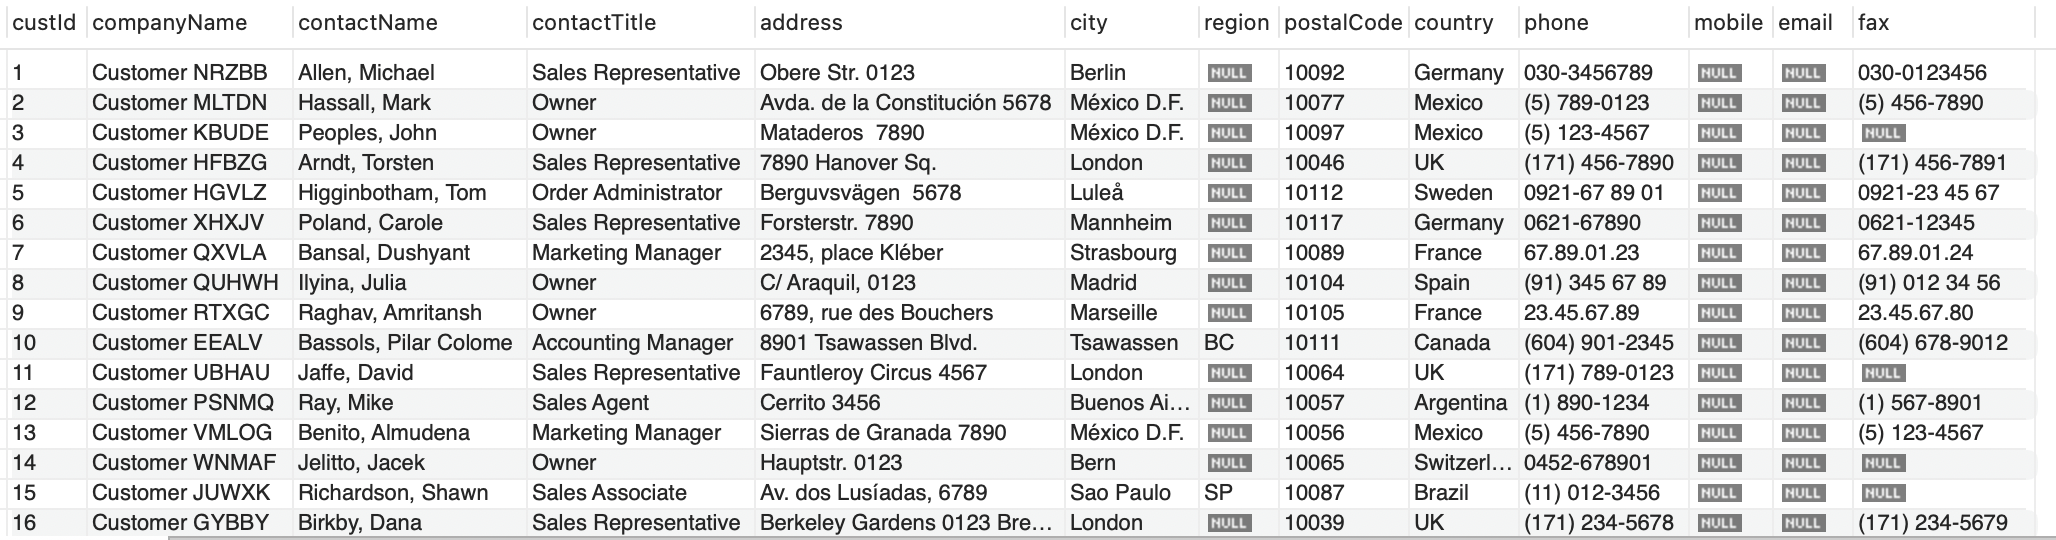 custId companyName contactName contactTitle address city region postalCode country phone mobile email fax
1 Customer NRZBB Allen, Michael Sales Representative Obere Str. 0123 Berlin NULL 10092 Germany 030-3456789 NULL NULL 030-0123456
2 Customer MLTDN Hassall, Mark Owner Avda. de la Constitución 5678 México D.F. NULL 10077 Mexico (5) 789-0123 NULL NULL (5) 456-7890
3 Customer KBUDE Peoples, John Owner Mataderos  7890 México D.F. NULL 10097 Mexico (5) 123-4567 NULL NULL NULL
4 Customer HFBZG Arndt, Torsten Sales Representative 7890 Hanover Sq. London NULL 10046 UK (171) 456-7890 NULL NULL (171) 456-7891
5 Customer HGVLZ Higginbotham, Tom Order Administrator Berguvsvägen  5678 Luleå NULL 10112 Sweden 0921-67 89 01 NULL NULL 0921-23 45 67
6 Customer XHXJV Poland, Carole Sales Representative Forsterstr. 7890 Mannheim NULL 10117 Germany 0621-67890 NULL NULL 0621-12345
7 Customer QXVLA Bansal, Dushyant Marketing Manager 2345, place Kléber Strasbourg NULL 10089 France 67.89.01.23 NULL NULL 67.89.01.24
8 Customer QUHWH Ilyina, Julia Owner C/ Araquil, 0123 Madrid NULL 10104 Spain (91) 345 67 89 NULL NULL (91) 012 34 56
9 Customer RTXGC Raghav, Amritansh Owner 6789, rue des Bouchers Marseille NULL 10105 France 23.45.67.89 NULL NULL 23.45.67.80
10 Customer EEALV Bassols, Pilar Colome Accounting Manager 8901 Tsawassen Blvd. Tsawassen BC 10111 Canada (604) 901-2345 NULL NULL (604) 678-9012
11 Customer UBHAU Jaffe, David Sales Representative Fauntleroy Circus 4567 London NULL 10064 UK (171) 789-0123 NULL NULL NULL
12 Customer PSNMQ Ray, Mike Sales Agent Cerrito 3456 Buenos Ai... NULL 10057 Argentina (1) 890-1234 NULL NULL (1) 567-8901
13 Customer VMLOG Benito, Almudena Marketing Manager Sierras de Granada 7890 México D.F. NULL 10056 Mexico (5) 456-7890 NULL NULL (5) 123-4567
14 Customer WNMAF Jelitto, Jacek Owner Hauptstr. 0123 Bern NULL 10065 Switzerl... 0452-678901 NULL NULL NULL
15 Customer JUWXK Richardson, Shawn Sales Associate Av. dos Lusíadas, 6789 Sao Paulo SP 10087 Brazil (11) 012-3456 NULL NULL NULL
16 Customer GYBBY Birkby, Dana Sales Representative Berkeley Gardens 0123 Bre... London NULL 10039 UK (171) 234-5678 NULL NULL (171) 234-5679